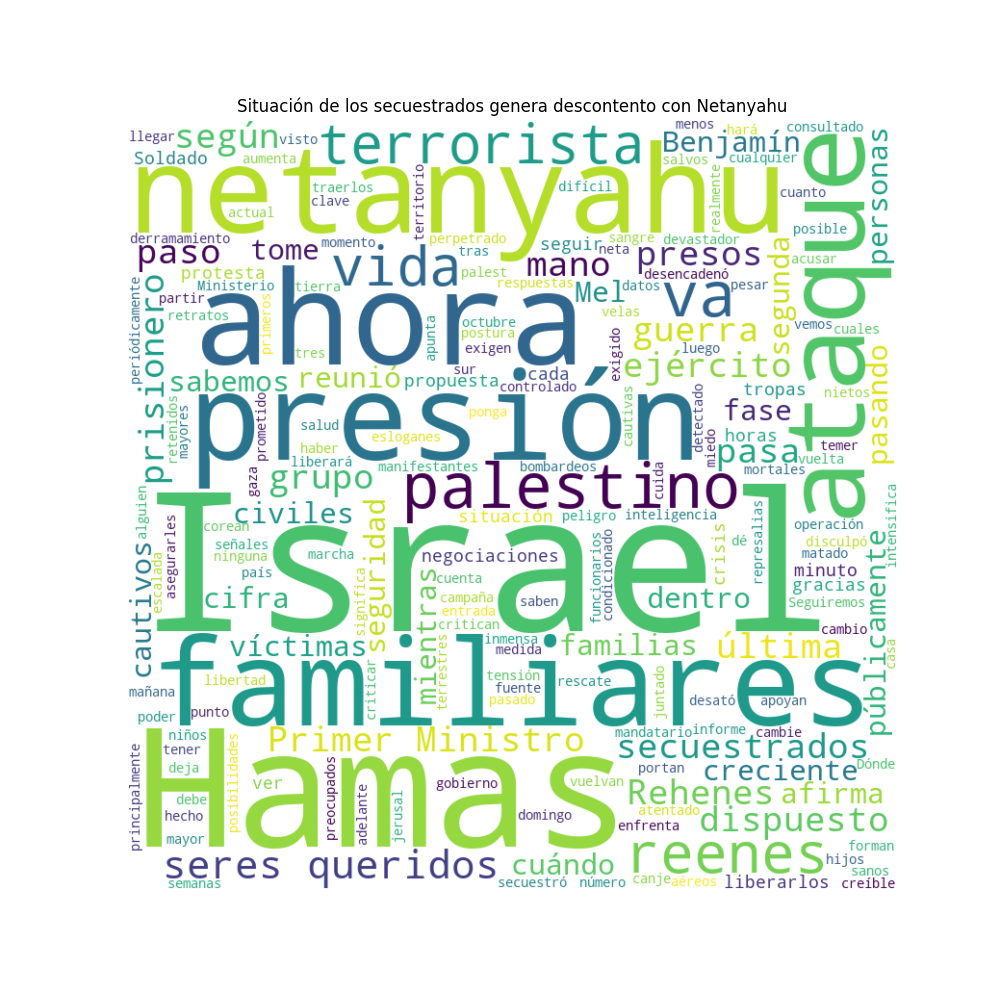 Situación de los secuestrados genera descontento con Netanyahu
llegar según visto terrorista menos hará consultado
Soldado aumenta Benjamín salvos cualquier
netanyahu
traerlos difícil cuanto
clave actual territorio realmente personas
derramamiento momento perpetrado sangre devastador posible
paso tome tras seguir neta presos acusar
protesta vida mano desencadenó segunda ataque
Ministerio tierra palest respuestas Mel datos va pesar
partir retratos primeros ahora octubre velas
periódicamente prisionero postura guerra vemos cuales
tres apunta exigen exigido luego
sabemos reunió propuesta sur cada controlado ejército pasando
retenidos mayores prometido presión ponga cautivas tropas nietos
salud fase
esloganes detectado miedo horas temer
haber liberará pasa vuelta
gaza grupo manifestantes bombardeos cuida mortales
palestino
alguien asegurarles escalada civiles situación peligro inteligencia operación intensifica
corean señales ninguna marcha seguridad crisis dé represalias disculpó
país negociaciones funcionarios condicionado matado minuto
cautivos Israel cuenta gracias
cifra significa mientras campaña saben dentro Seguiremos públicamente
entrada critican cambio
víctimas inmensa medida familias última casa
mañana libertad criticar familiares tensión fuente rescate juntado
terrestres pasado desató apoyan
poder punto
niños Primer Ministro mandatario informe cambie
tener secuestrados Dónde
principalmente deja posibilidades ver preocupados adelante jerusal gobierno vuelvan portan creciente
debe Hamas Rehenes afirma
hecho domingo atentado dispuesto
mayor enfrenta
seres queridos cuándo reenes forman hijos
semanas secuestró número canje aéreos liberarlos sanos creíble